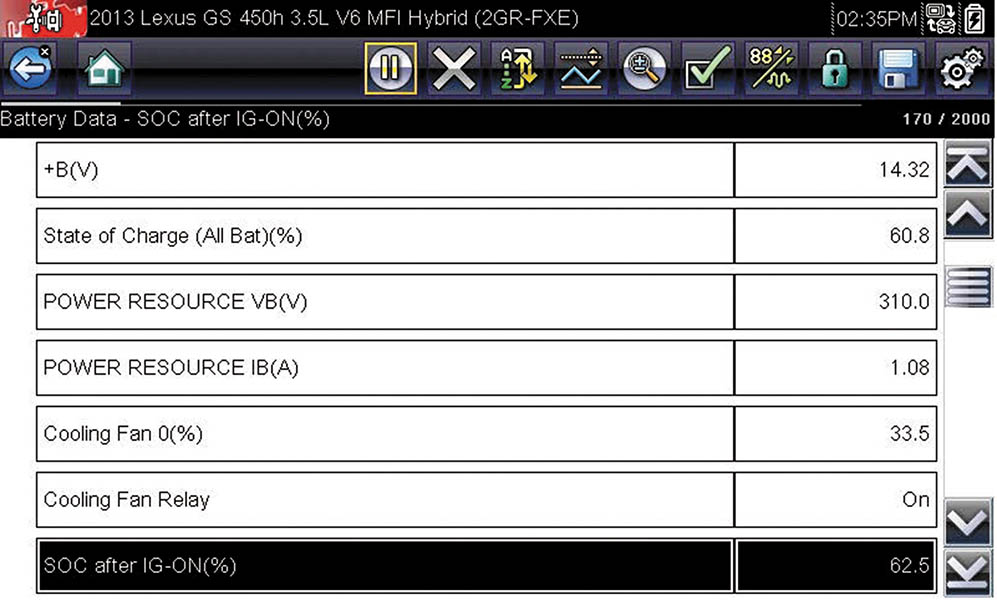 2013 Lexus GS 450h 3.5L V6 MFI Hybrid (2GR-FXE) 02:35PM
A Z 88
Battery Data - SOC after IG-ON(%) 170 / 2000
+B(V) 14.32
State of Charge (All Bat)(%) 60.8
POWER RESOURCE VB(V) 310.0
POWER RESOURCE IB(A) 1.08
Cooling Fan 0(%) 33.5
Cooling Fan Relay On
SOC after IG-ON(%) 62.5